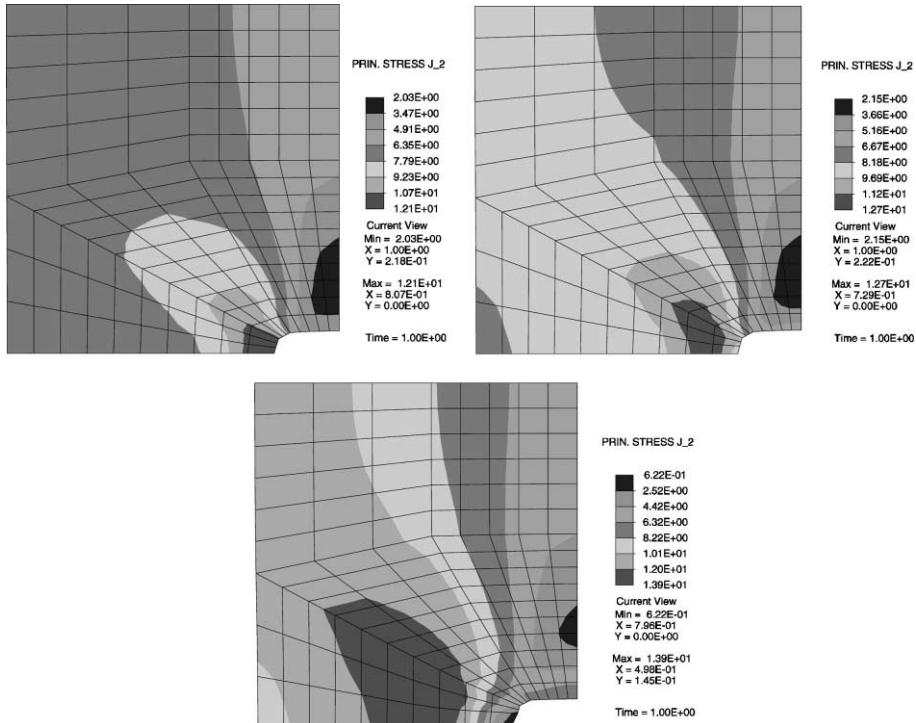 PRIN. STRESS J_2
2.03E+00
3.47E+00
4.91E+00
6.35E+00
7.79E+00
9.23E+00
1.07E+01
1.21E+01
Current View
Min = 2.03E+00
X = 1.00E+00
Y = 2.18E-01
Max = 1.21E+01
X = 8.07E-01
Y = 0.00E+00
Time = 1.00E+00
PRIN. STRESS J_2
2.15E+00
3.66E+00
5.16E+00
6.67E+00
8.18E+00
9.69E+00
1.12E+01
1.27E+01
Current View
Min = 2.15E+00
X = 1.00E+00
Y = 2.22E-01
Max = 1.27E+01
X = 7.29E-01
Y = 0.00E+00
Time = 1.00E+00
PRIN. STRESS J_2
6.22E-01
2.52E+00
4.42E+00
6.32E+00
8.22E+00
1.01E+01
1.20E+01
1.39E+01
Current View
Min = 6.22E-01
X = 7.96E-01
Y = 0.00E+00
Max = 1.39E+01
X = 4.98E-01
Y = 1.45E-01
Time = 1.00E+00